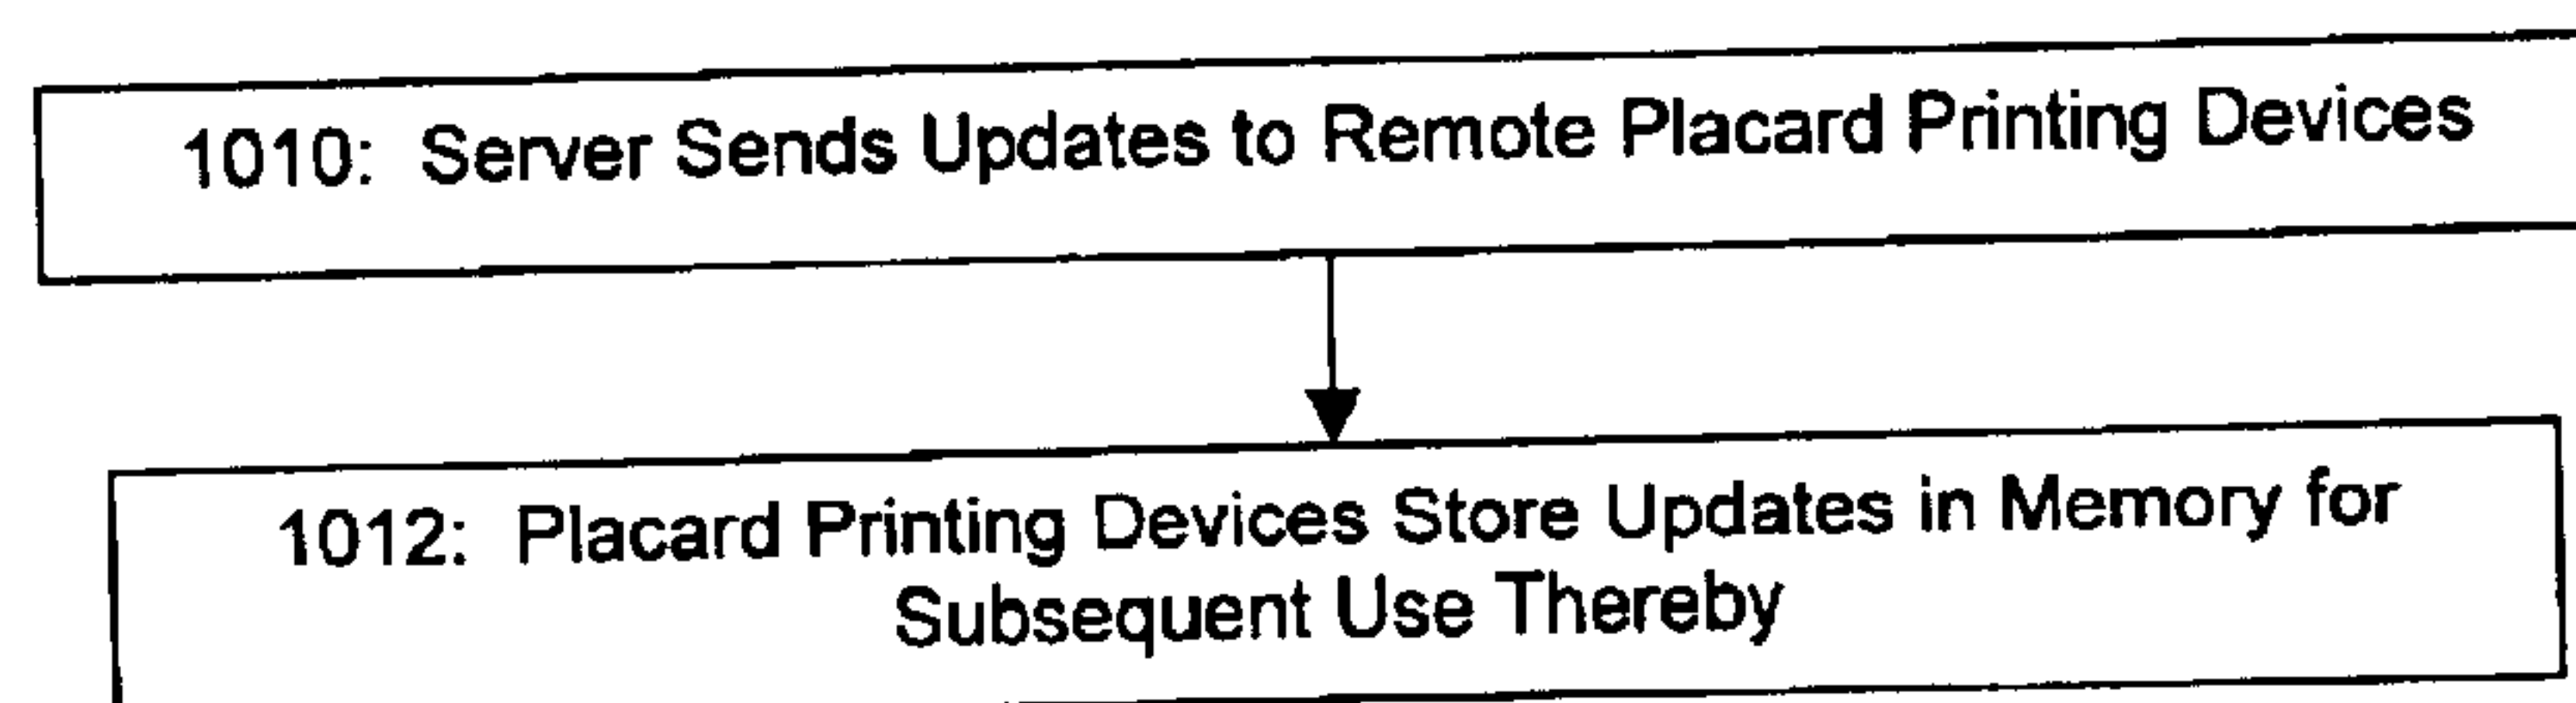 1010: Server Sends Updates to Remote Placard Printing Devices
1012: Placard Printing Devices Store Updates in Memory for
Subsequent Use Thereby